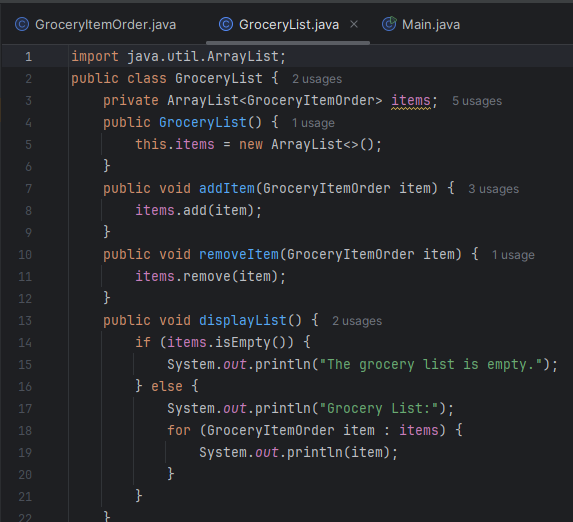 GroceryItemOrder.java GroceryList.java Main.java
1 import java.util.ArrayList;
2 public class GroceryList { 2 usages
3 private ArrayList<GroceryItemOrder> items; 5 usages
4 public GroceryList() { 1 usage
5 this.items = new ArrayList<>();
6 }
7 public void addItem(GroceryItemOrder item) { 3 usages
8 items.add(item);
9 }
10 public void removeItem(GroceryItemOrder item) { 1 usage
11 items.remove(item);
12 }
13 public void displayList() { 2 usages
14 if (items.isEmpty()) {
15 System.out.println("The grocery list is empty.");
16 } else {
17 System.out.println("Grocery List:");
18 for (GroceryItemOrder item : items) {
19 System.out.println(item);
20 }
21 }
22 }